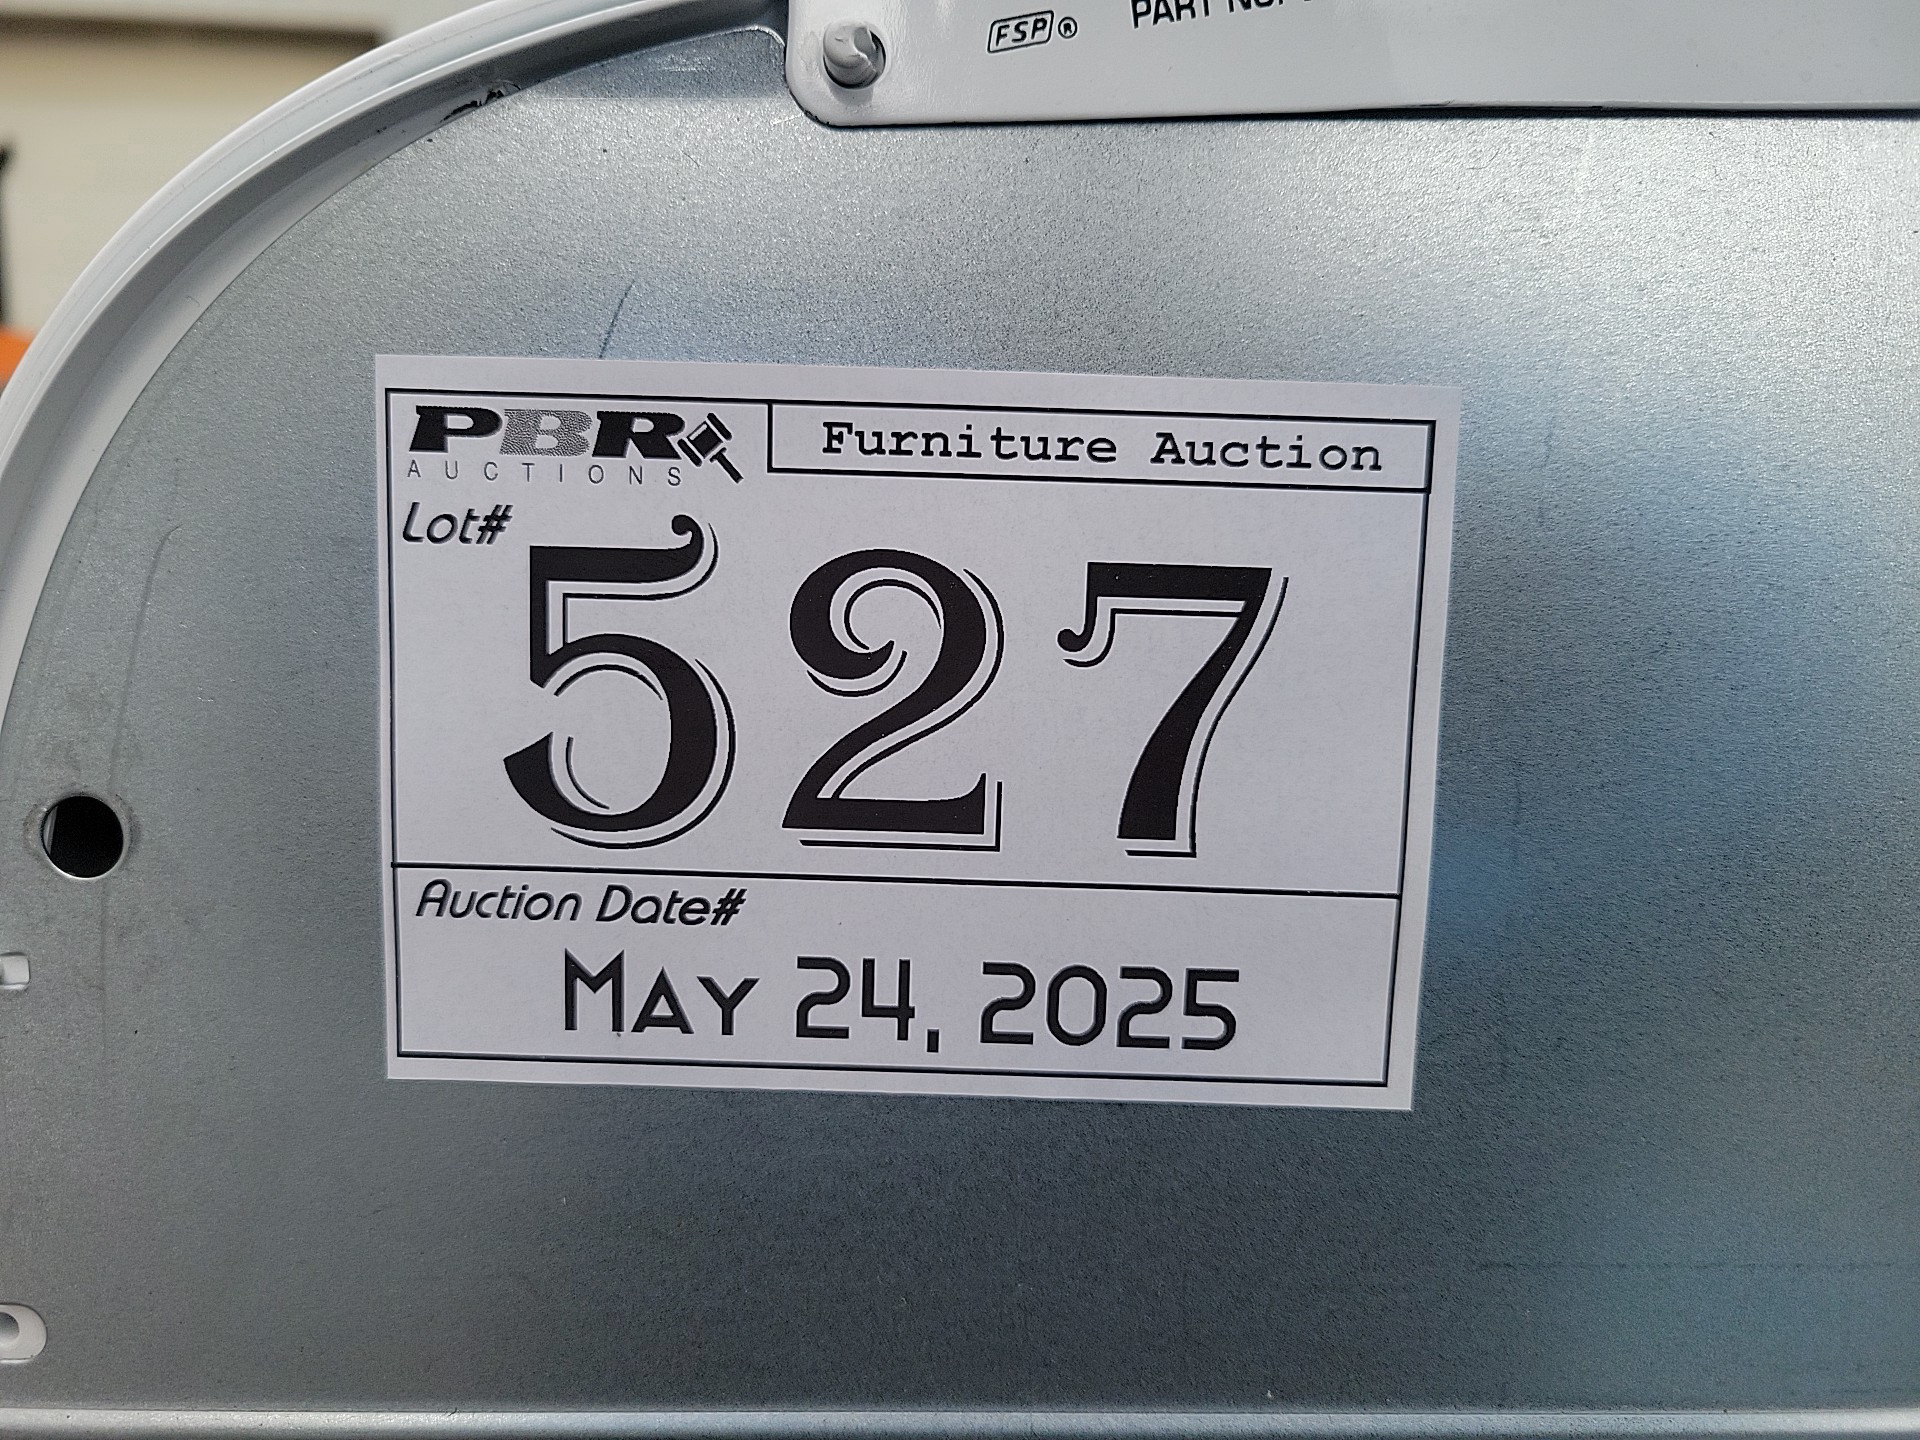 FSP®
PART
PBR
AUCTIONS
Furniture Auction
Lot#
527
Auction Date#
May 24, 2025